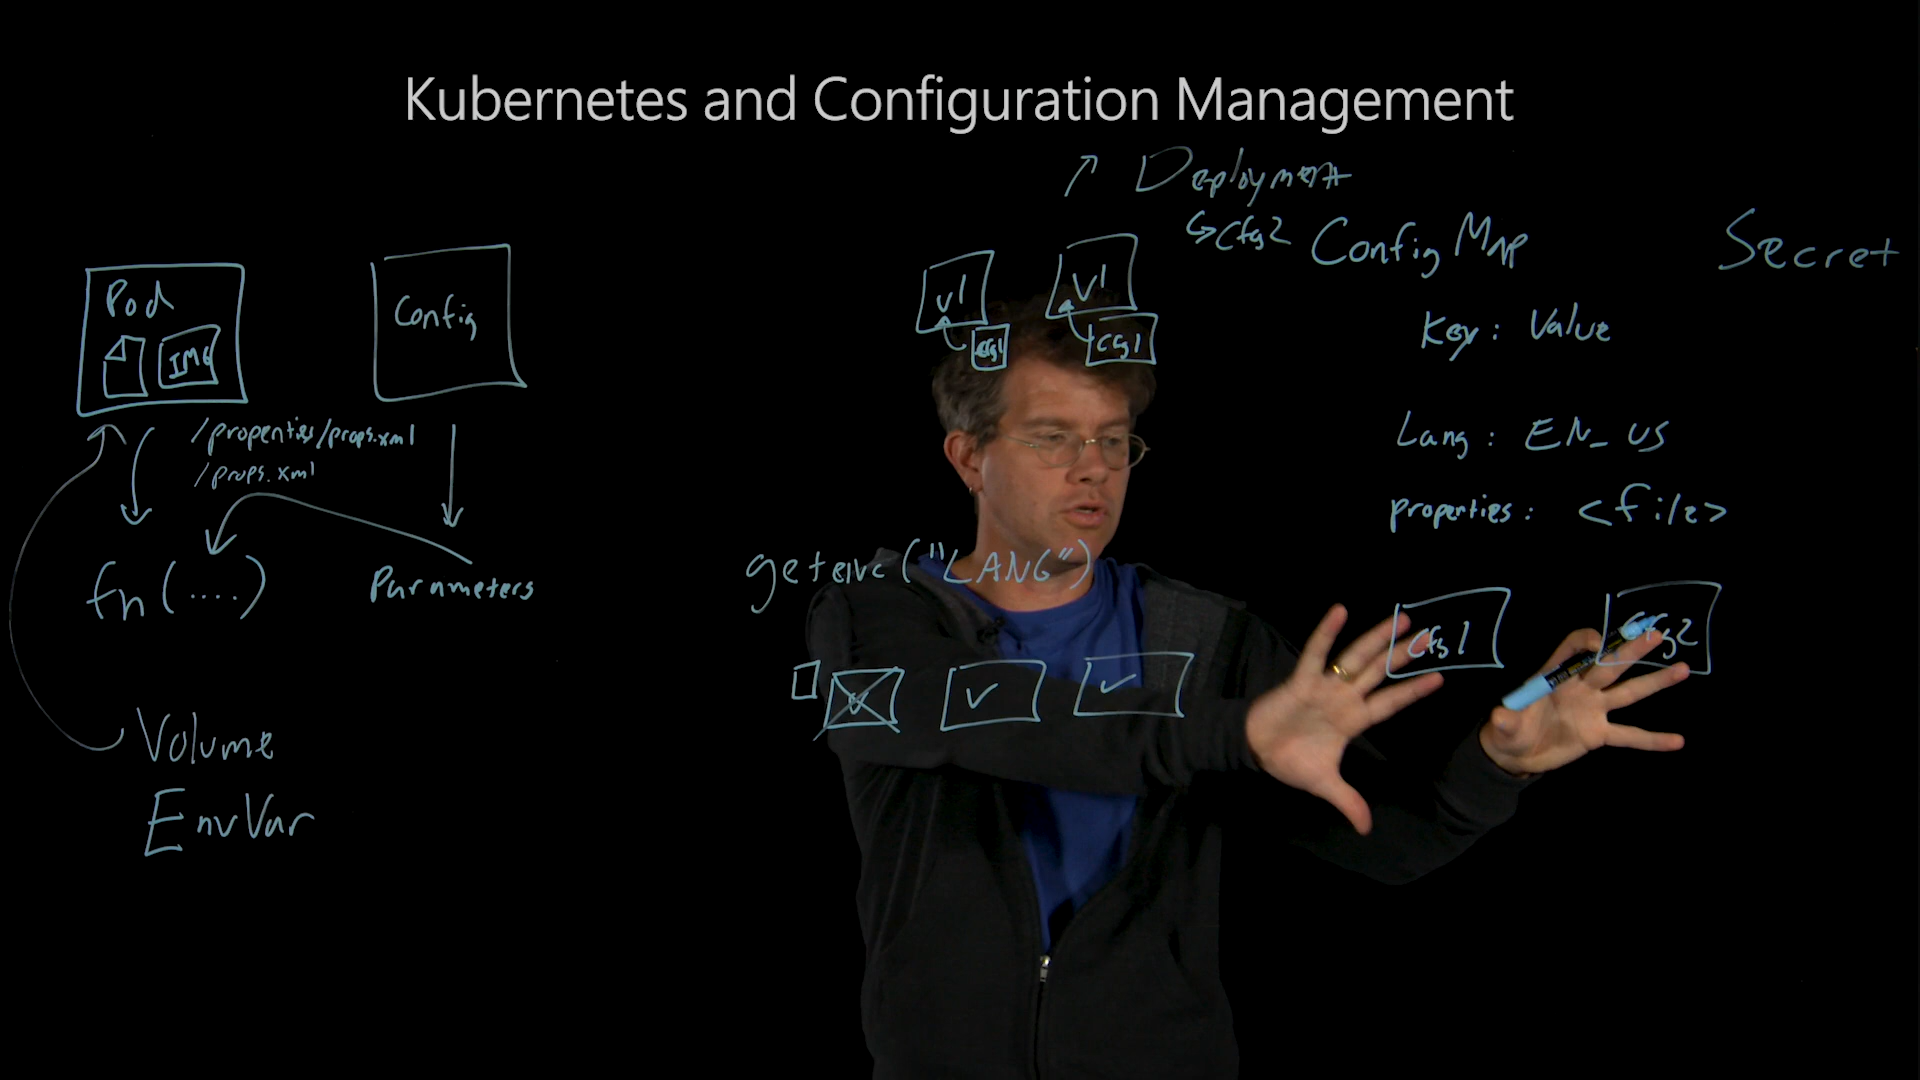 Kubernetes and Configuration Management
Deployment
cfg2
Config Map
Secret
Key: Value
Lang: EN_US
properties: <file>
cfg1
cfg2
V1
V1
cfg1
cfg1
Pod
IMG
Config
/properties/props.xml
/props.xml
fn(....)
Parameters
getenv("LANG")
Volume
EnvVar